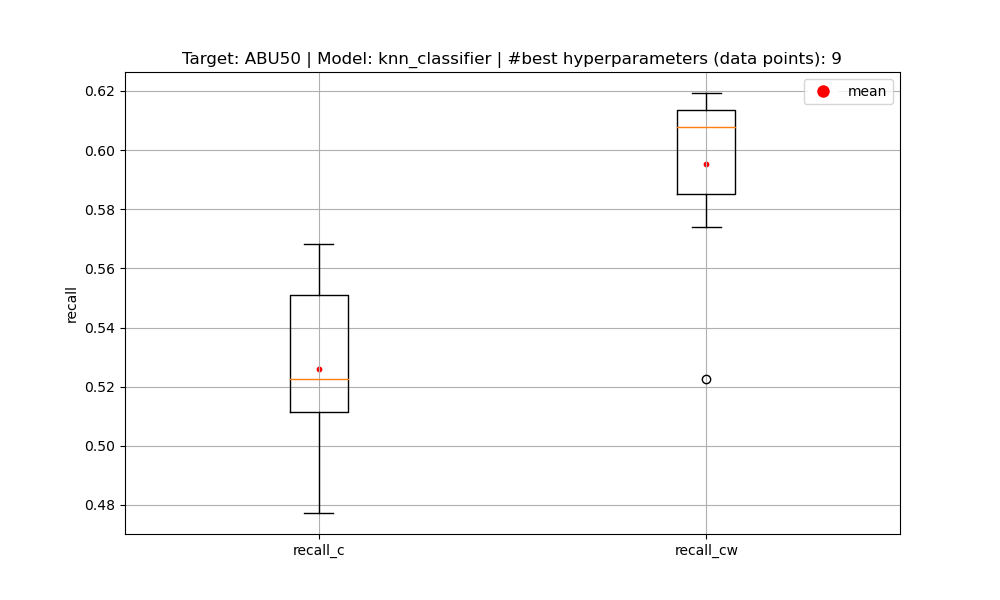 Target: ABU50 | Model: knn_classifier | #best hyperparameters (data points): 9
mean
recall
0.62
0.60
0.58
0.56
0.54
0.52
0.50
0.48
recall_c
recall_cw